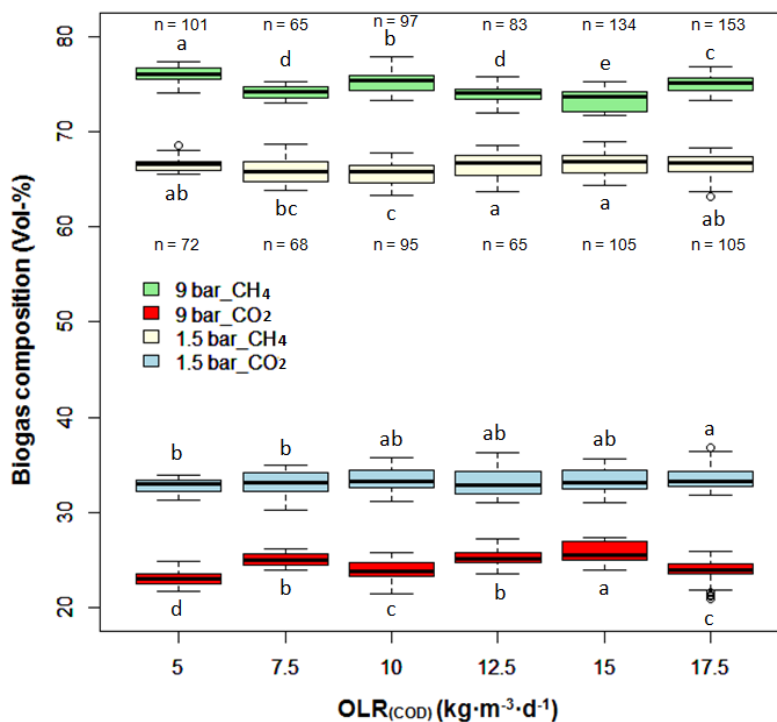 n = 101 n = 65 n = 97 n = 83 n = 134 n = 153
a d b d e c
ab bc c a a ab
n = 72 n = 68 n = 95 n = 65 n = 105 n = 105
9 bar_CH₄
9 bar_CO₂
1.5 bar_CH₄
1.5 bar_CO₂
b b ab ab ab a
d b c b a c
80
70
60
50
40
30
20
Biogas composition (Vol-%)
5 7.5 10 12.5 15 17.5
OLR(COD) (kg·m⁻³·d⁻¹)